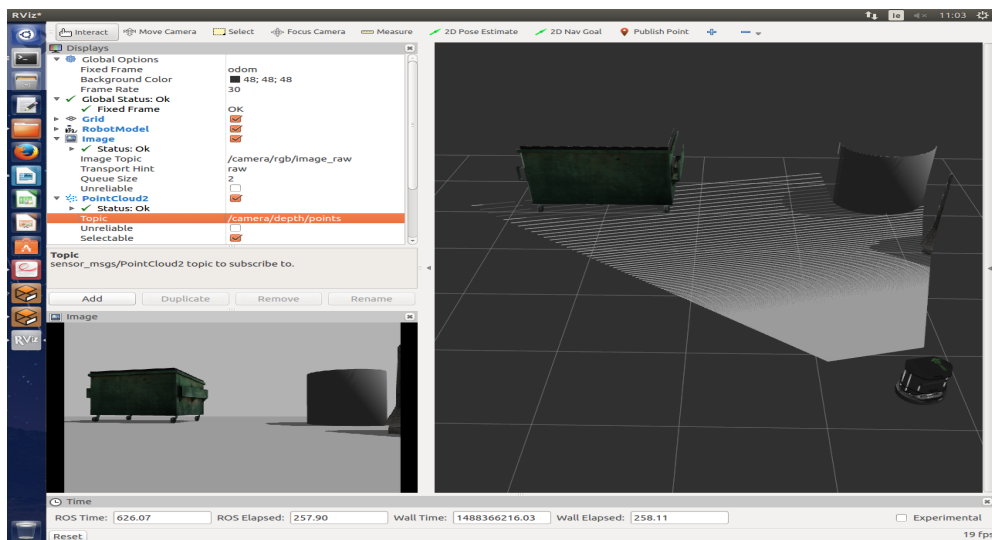 RViz*
Ie
11:03
Interact Move Camera Select Focus Camera Measure 2D Pose Estimate 2D Nav Goal Publish Point
Displays
Global Options
Fixed Frame odom
Background Color 48; 48; 48
Frame Rate 30
Global Status: Ok
Fixed Frame OK
Grid
RobotModel
Image
Status: Ok
Image Topic /camera/rgb/image_raw
Transport Hint raw
Queue Size 2
Unreliable
PointCloud2
Status: Ok
Topic /camera/depth/points
Unreliable
Selectable
Topic
sensor_msgs/PointCloud2 topic to subscribe to.
Add Duplicate Remove Rename
Image
RViz
Time
ROS Time: 626.07 ROS Elapsed: 257.90 Wall Time: 1488366216.03 Wall Elapsed: 258.11 Experimental
Reset 19 fps